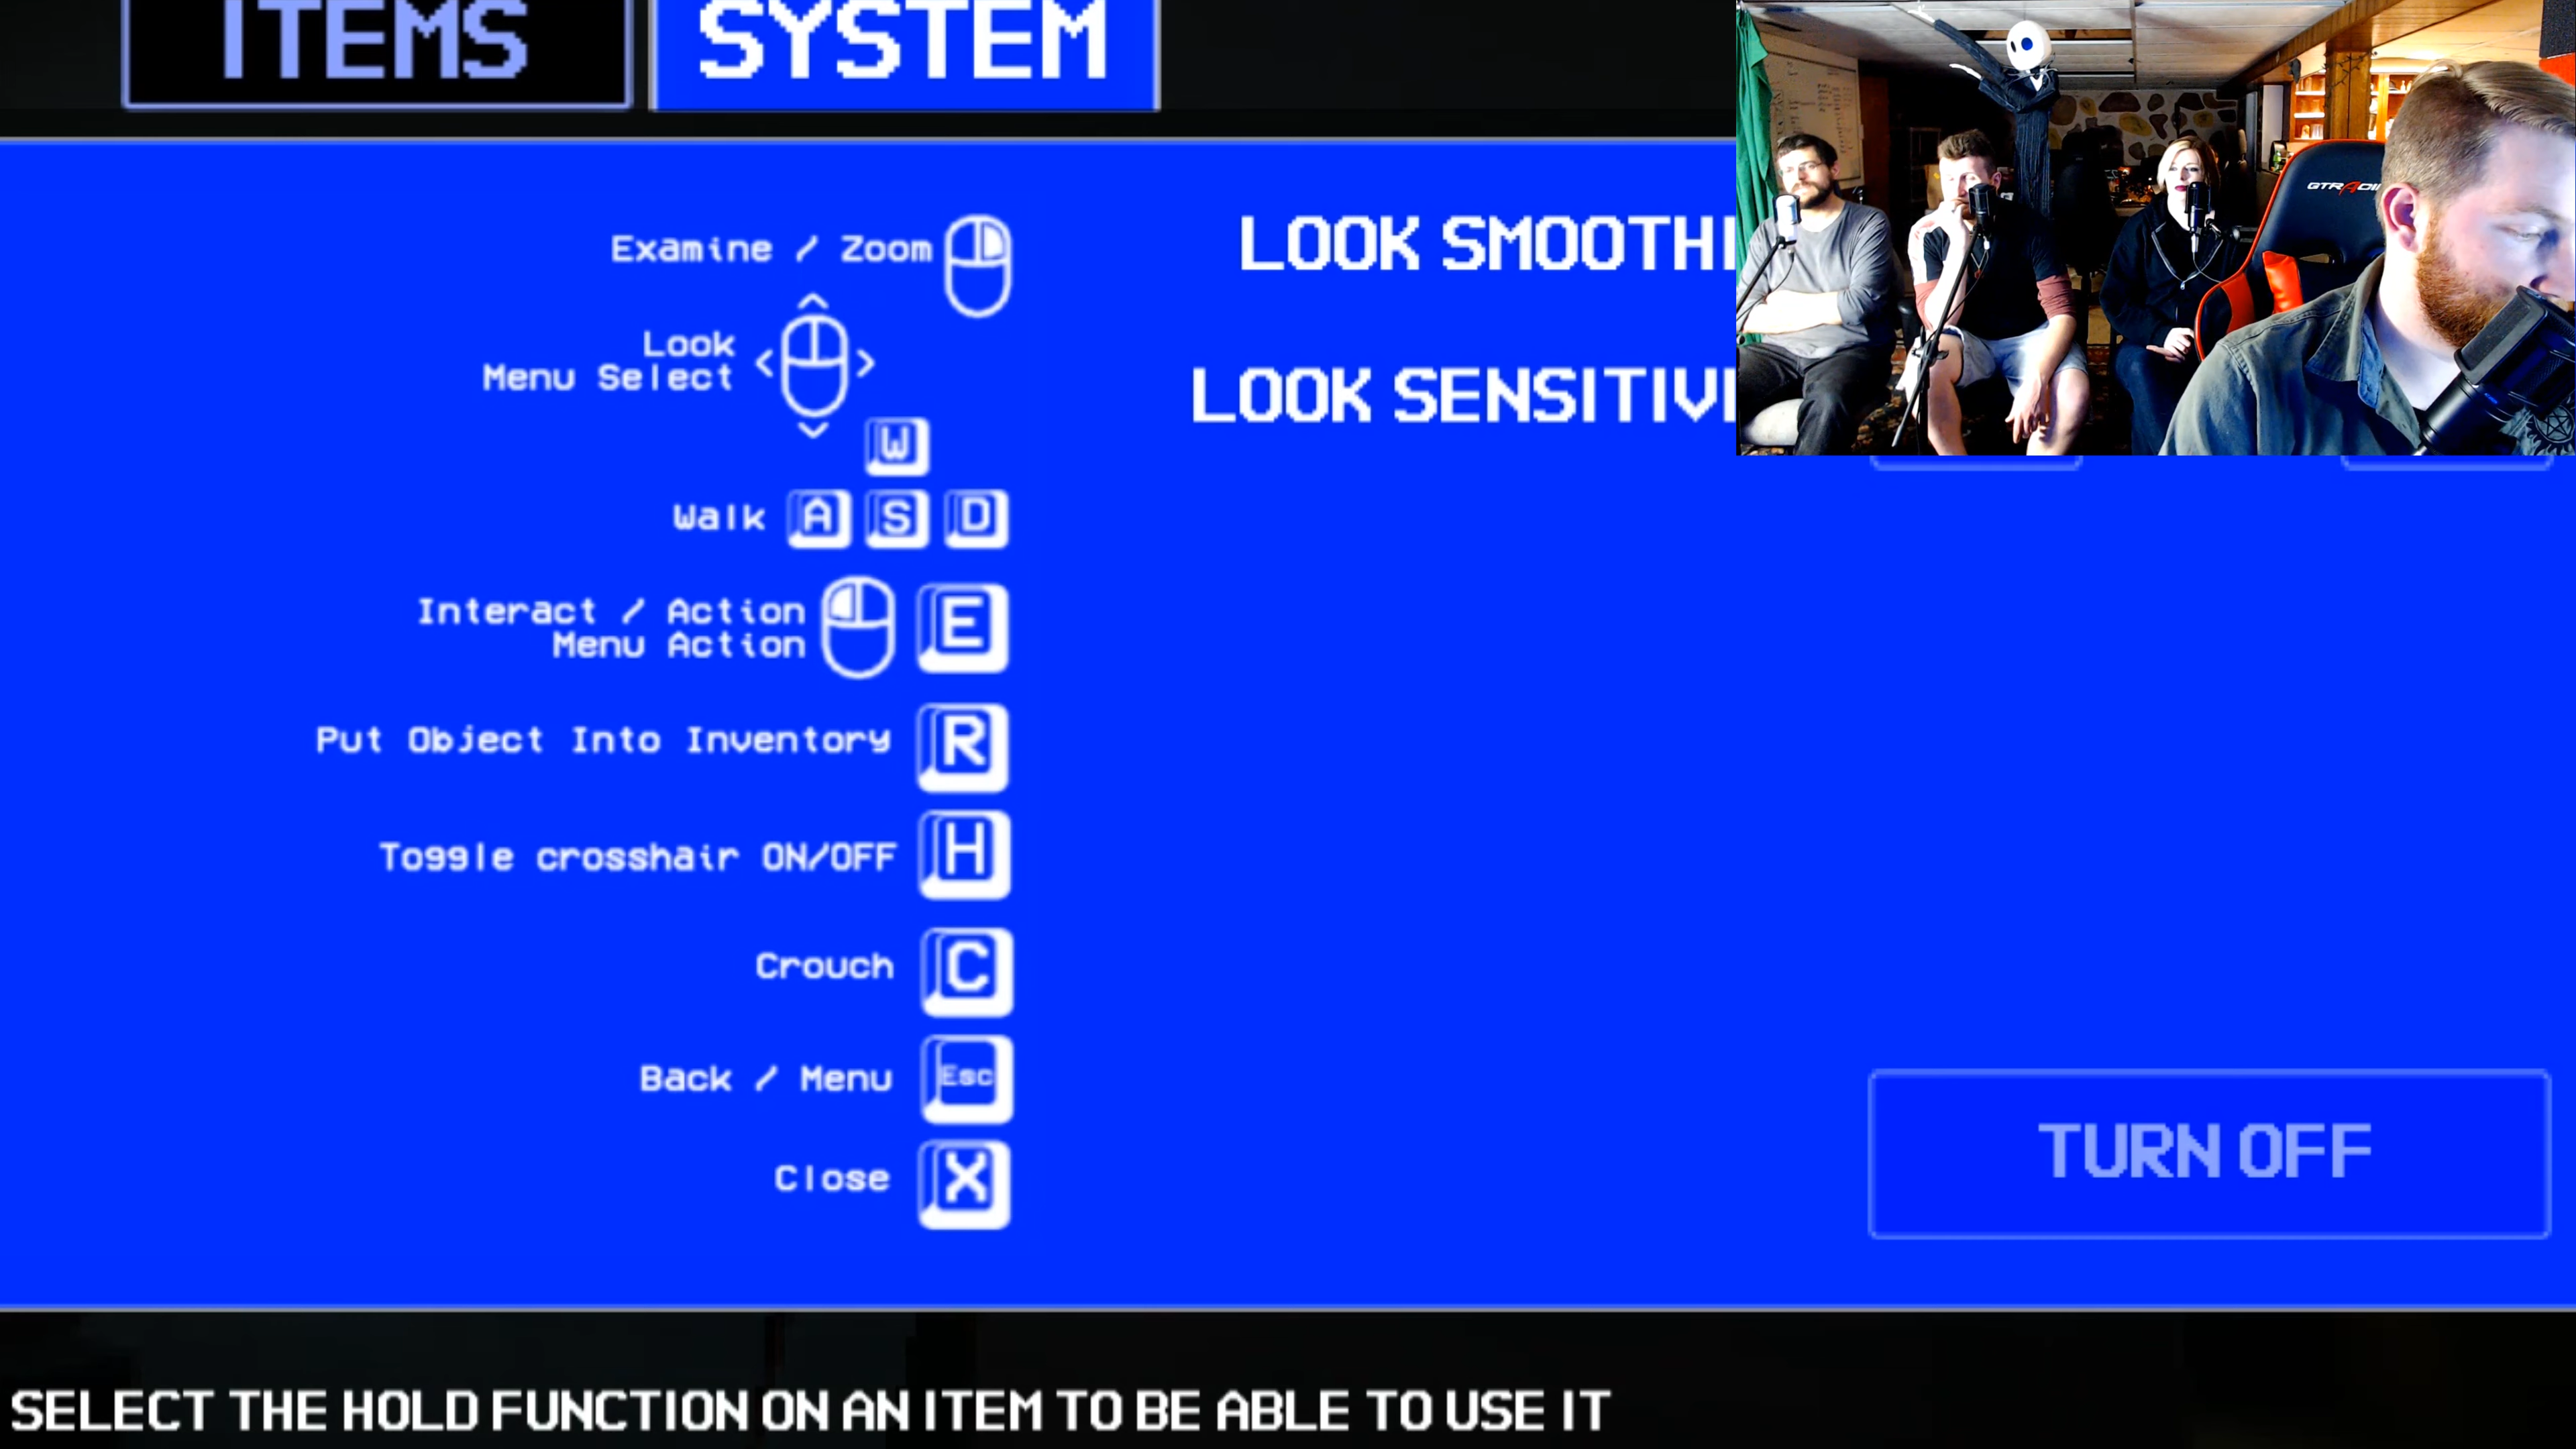 ITEMS
SYSTEM
Examine / Zoom
Look
Menu Select
W
Walk A S D
Interact / Action
Menu Action
E
Put Object Into Inventory R
Toggle crosshair ON/OFF H
Crouch C
Back / Menu Esc
Close X
LOOK SMOOTHI
LOOK SENSITIVI
TURN OFF
SELECT THE HOLD FUNCTION ON AN ITEM TO BE ABLE TO USE IT